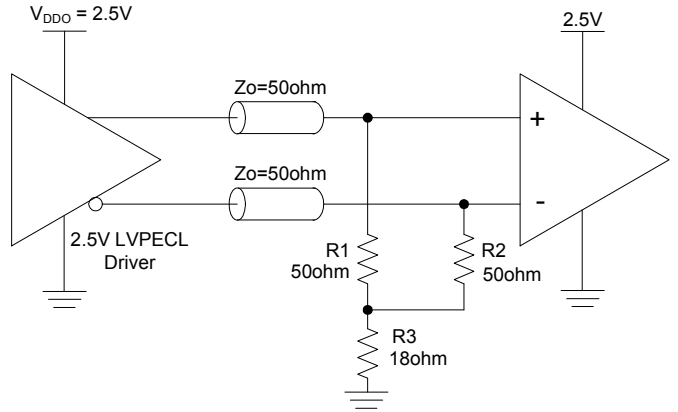 V_DDO = 2.5V
2.5V
Zo=50ohm
+
Zo=50ohm
-
2.5V LVPECL
Driver
R1
50ohm
R2
50ohm
R3
18ohm